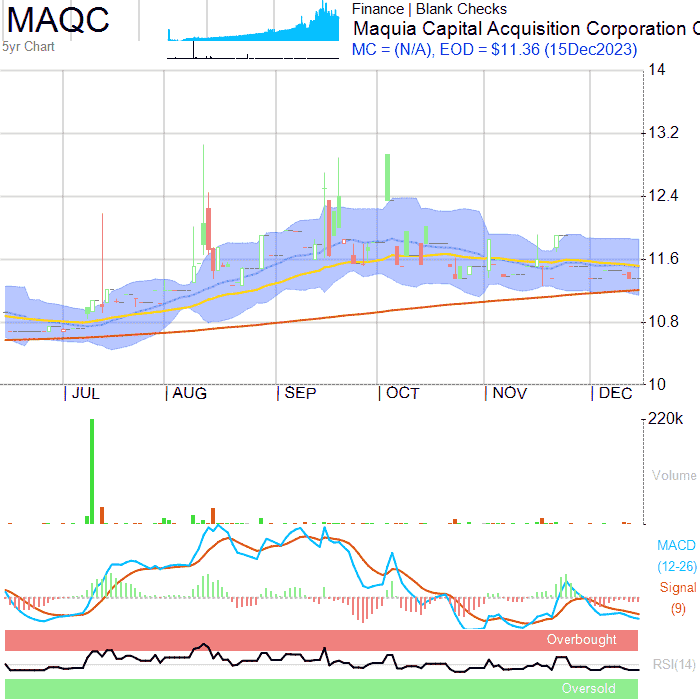 MAQC
Finance | Blank Checks
5yr Chart
Maquia Capital Acquisition Corporation C
MC = (N/A), EOD = $11.36 (15Dec2023)
14
13.2
12.4
11.6
10.8
10
JUL AUG SEP OCT NOV DEC
220k
Volume
MACD
(12-26)
Signal
(9)
Overbought
RSI(14)
Oversold